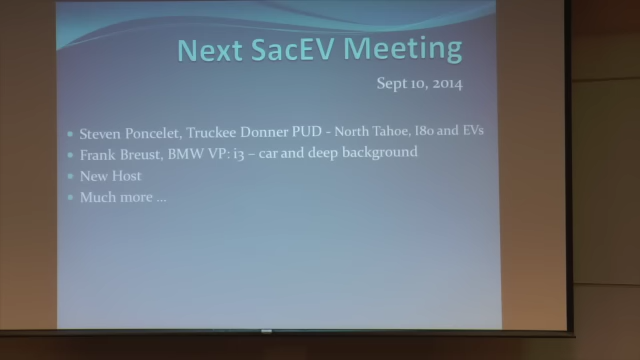 Next SacEV Meeting
Sept 10, 2014
Steven Poncelet, Truckee Donner PUD - North Tahoe, I80 and EVs
Frank Breust, BMW VP: i3 – car and deep background
New Host
Much more ...